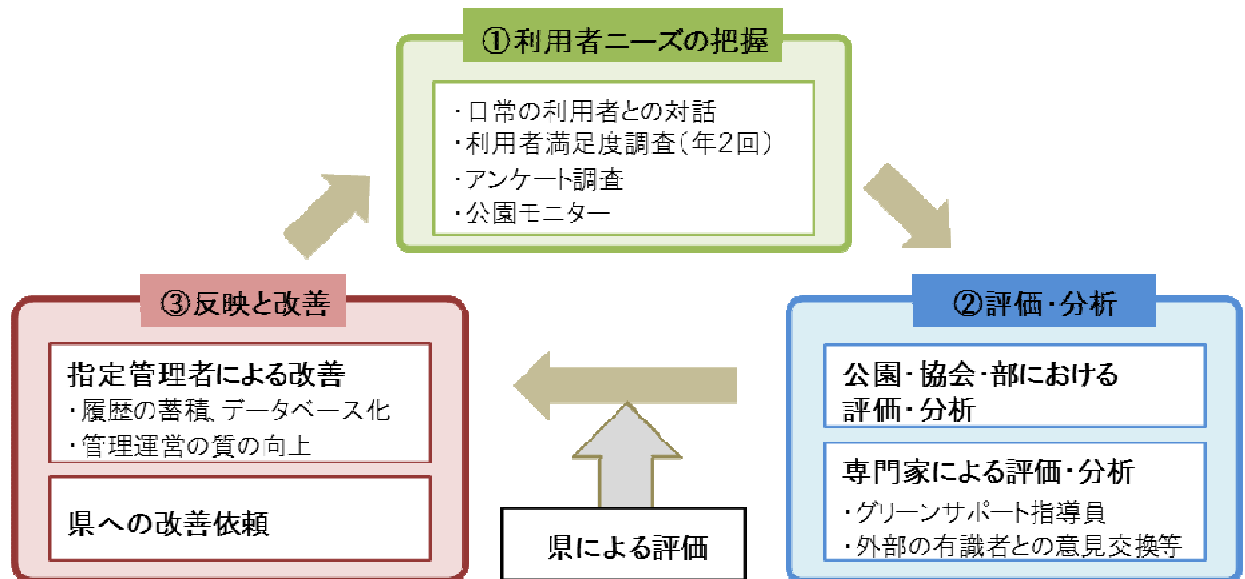 ①利用者ニーズの把握
・日常の利用者との対話
・利用者満足度調査(年2回)
・アンケート調査
・公園モニター
②評価・分析
公園・協会・部における
評価・分析
専門家による評価・分析
・グリーンサポート指導員
・外部の有識者との意見交換等
県による評価
③反映と改善
指定管理者による改善
・履歴の蓄積、データベース化
・管理運営の質の向上
県への改善依頼